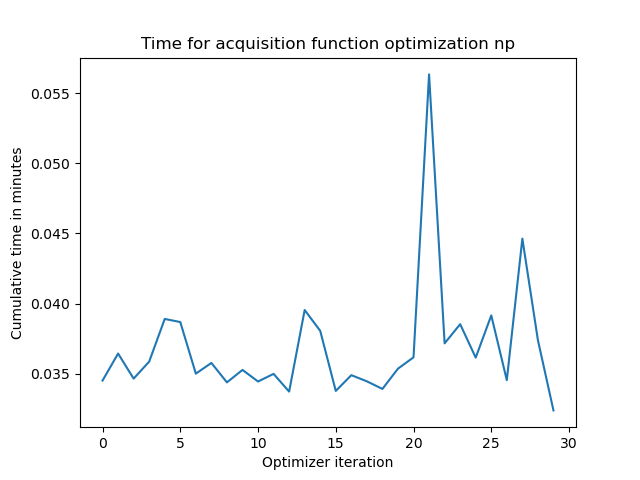 Time for acquisition function optimization np
Cumulative time in minutes
0.055
0.050
0.045
0.040
0.035
0 5 10 15 20 25 30
Optimizer iteration